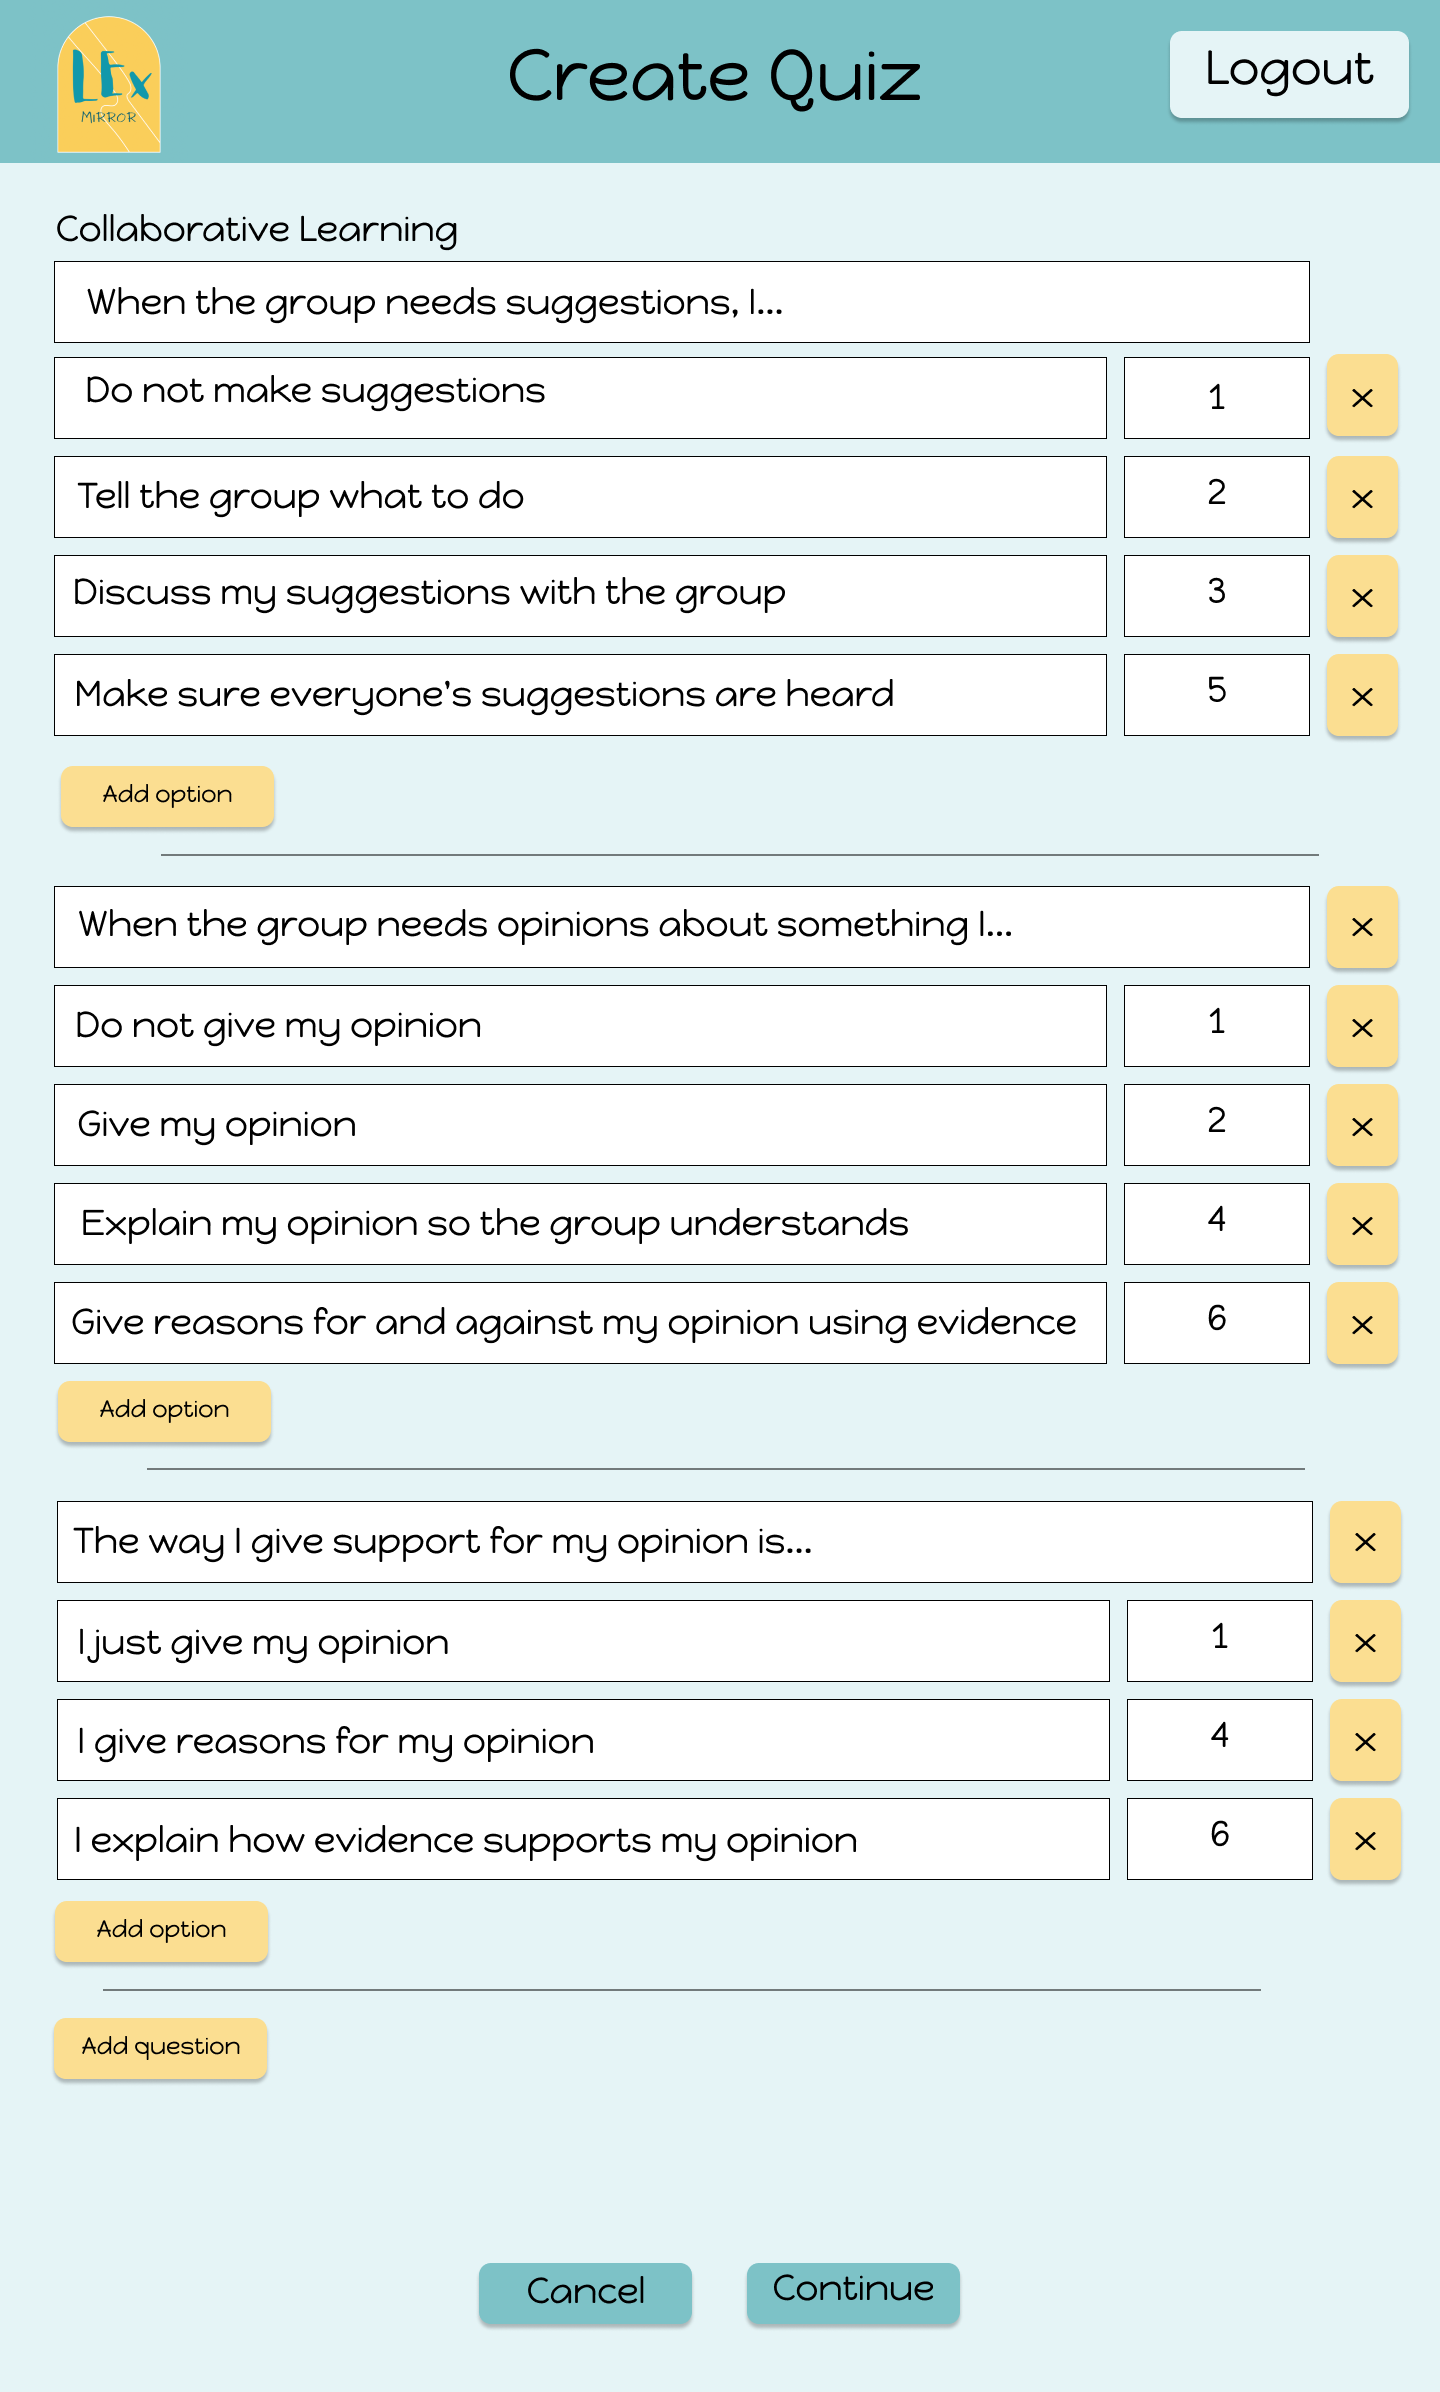 LEx
MIRROR
Create Quiz
Logout
Collaborative Learning
When the group needs suggestions, I...
Do not make suggestions 1 ×
Tell the group what to do 2 ×
Discuss my suggestions with the group 3 ×
Make sure everyone's suggestions are heard 5 ×
Add option
When the group needs opinions about something I... ×
Do not give my opinion 1 ×
Give my opinion 2 ×
Explain my opinion so the group understands 4 ×
Give reasons for and against my opinion using evidence 6 ×
Add option
The way I give support for my opinion is... ×
I just give my opinion 1 ×
I give reasons for my opinion 4 ×
I explain how evidence supports my opinion 6 ×
Add option
Add question
Cancel
Continue